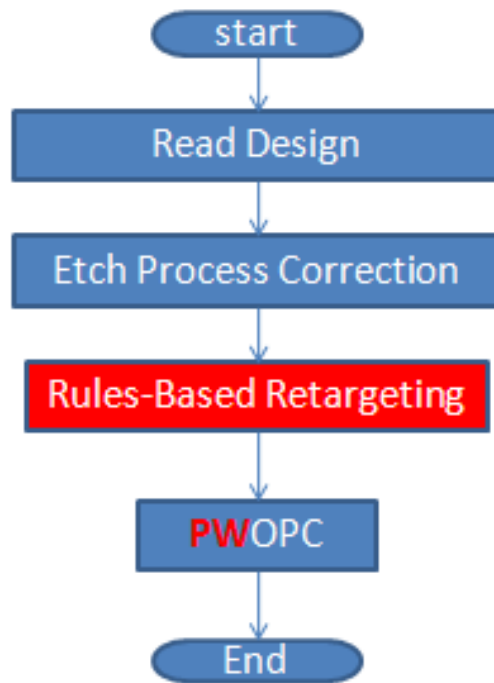 start
Read Design
Etch Process Correction
Rules-Based Retargeting
PWOPC
End